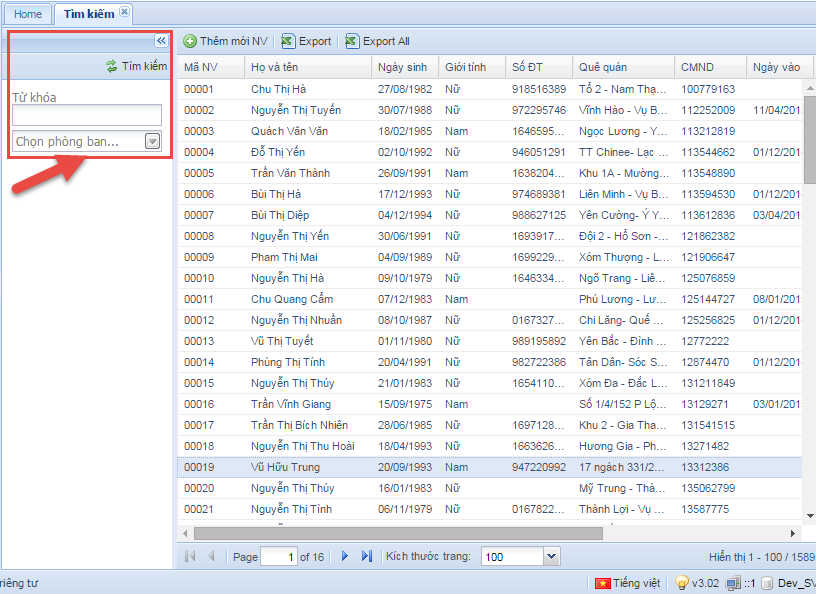 Home Tìm kiếm
Thêm mới NV Export Export All
Tìm kiếm
Từ khóa
Chọn phòng ban...
Mã NV Họ và tên Ngày sinh Giới tính Số ĐT Quê quán CMND Ngày vào
00001 Chu Thị Hà 27/08/1982 Nữ 918516389 Tổ 2 - Nam Thạ... 100779163
00002 Nguyễn Thị Tuyến 30/07/1988 Nữ 972295746 Vĩnh Hào - Vụ B... 112252009 11/04/201
00003 Quách Văn Văn 18/02/1985 Nam 1646595... Ngọc Lương - Y... 113212819
00004 Đỗ Thị Yến 02/10/1992 Nữ 946051291 TT Chinee- Lạc ... 113544662 01/12/201
00005 Trần Văn Thành 26/09/1991 Nam 1638204... Khu 1A - Mường... 113548890
00006 Bùi Thị Hà 17/12/1993 Nữ 974689381 Liên Minh - Vụ B... 113594530 01/12/201
00007 Bùi Thị Diệp 04/12/1994 Nữ 988627125 Yên Cường- Ý Y... 113612836 03/04/201
00008 Nguyễn Thị Yến 30/06/1991 Nữ 1693917... Đội 2 - Hổ Sơn -... 121862382
00009 Pham Thị Mai 04/09/1989 Nữ 1699229... Xóm Thượng - L... 121906647
00010 Nguyễn Thị Hà 09/10/1979 Nữ 1646334... Ngõ Trang - Liê... 125076859
00011 Chu Quang Cẩm 07/12/1983 Nam Phú Lương - Lư... 125144727 08/01/201
00012 Nguyễn Thị Nhuần 08/10/1987 Nữ 0167327... Chi Lăng- Quế ... 125256825 01/12/201
00013 Vũ Thị Tuyết 01/11/1980 Nữ 989195892 Yên Bắc - Đinh ... 12772222
00014 Phùng Thị Tính 20/04/1991 Nữ 982722386 Tân Dân- Sóc S... 12874470 01/12/201
00015 Nguyễn Thị Thúy 21/01/1983 Nữ 1654110... Xóm Đa - Đắc L... 131211849
00016 Trần Vĩnh Giang 15/09/1975 Nam Số 1/4/152 P Lộ... 13129271 03/01/201
00017 Trần Thị Bích Nhiên 28/06/1985 Nữ 1697128... Khu 2 - Gia Tha... 131541515
00018 Nguyễn Thị Thu Hoài 18/04/1993 Nữ 1663626... Hương Gia - Ph... 13271482
00019 Vũ Hữu Trung 20/09/1993 Nam 947220992 17 ngách 331/2... 13312386
00020 Nguyễn Thị Thúy 16/01/1983 Nữ Mỹ Trung - Thà... 135062799
00021 Nguyễn Thị Tính 06/11/1979 Nữ 0167822... Thành Lợi - Vụ ... 13587775
Page 1 of 16 Kích thước trang: 100 Hiển thị 1 - 100 / 1589
riêng tư Tiếng việt v3.02 ::1 Dev_SV